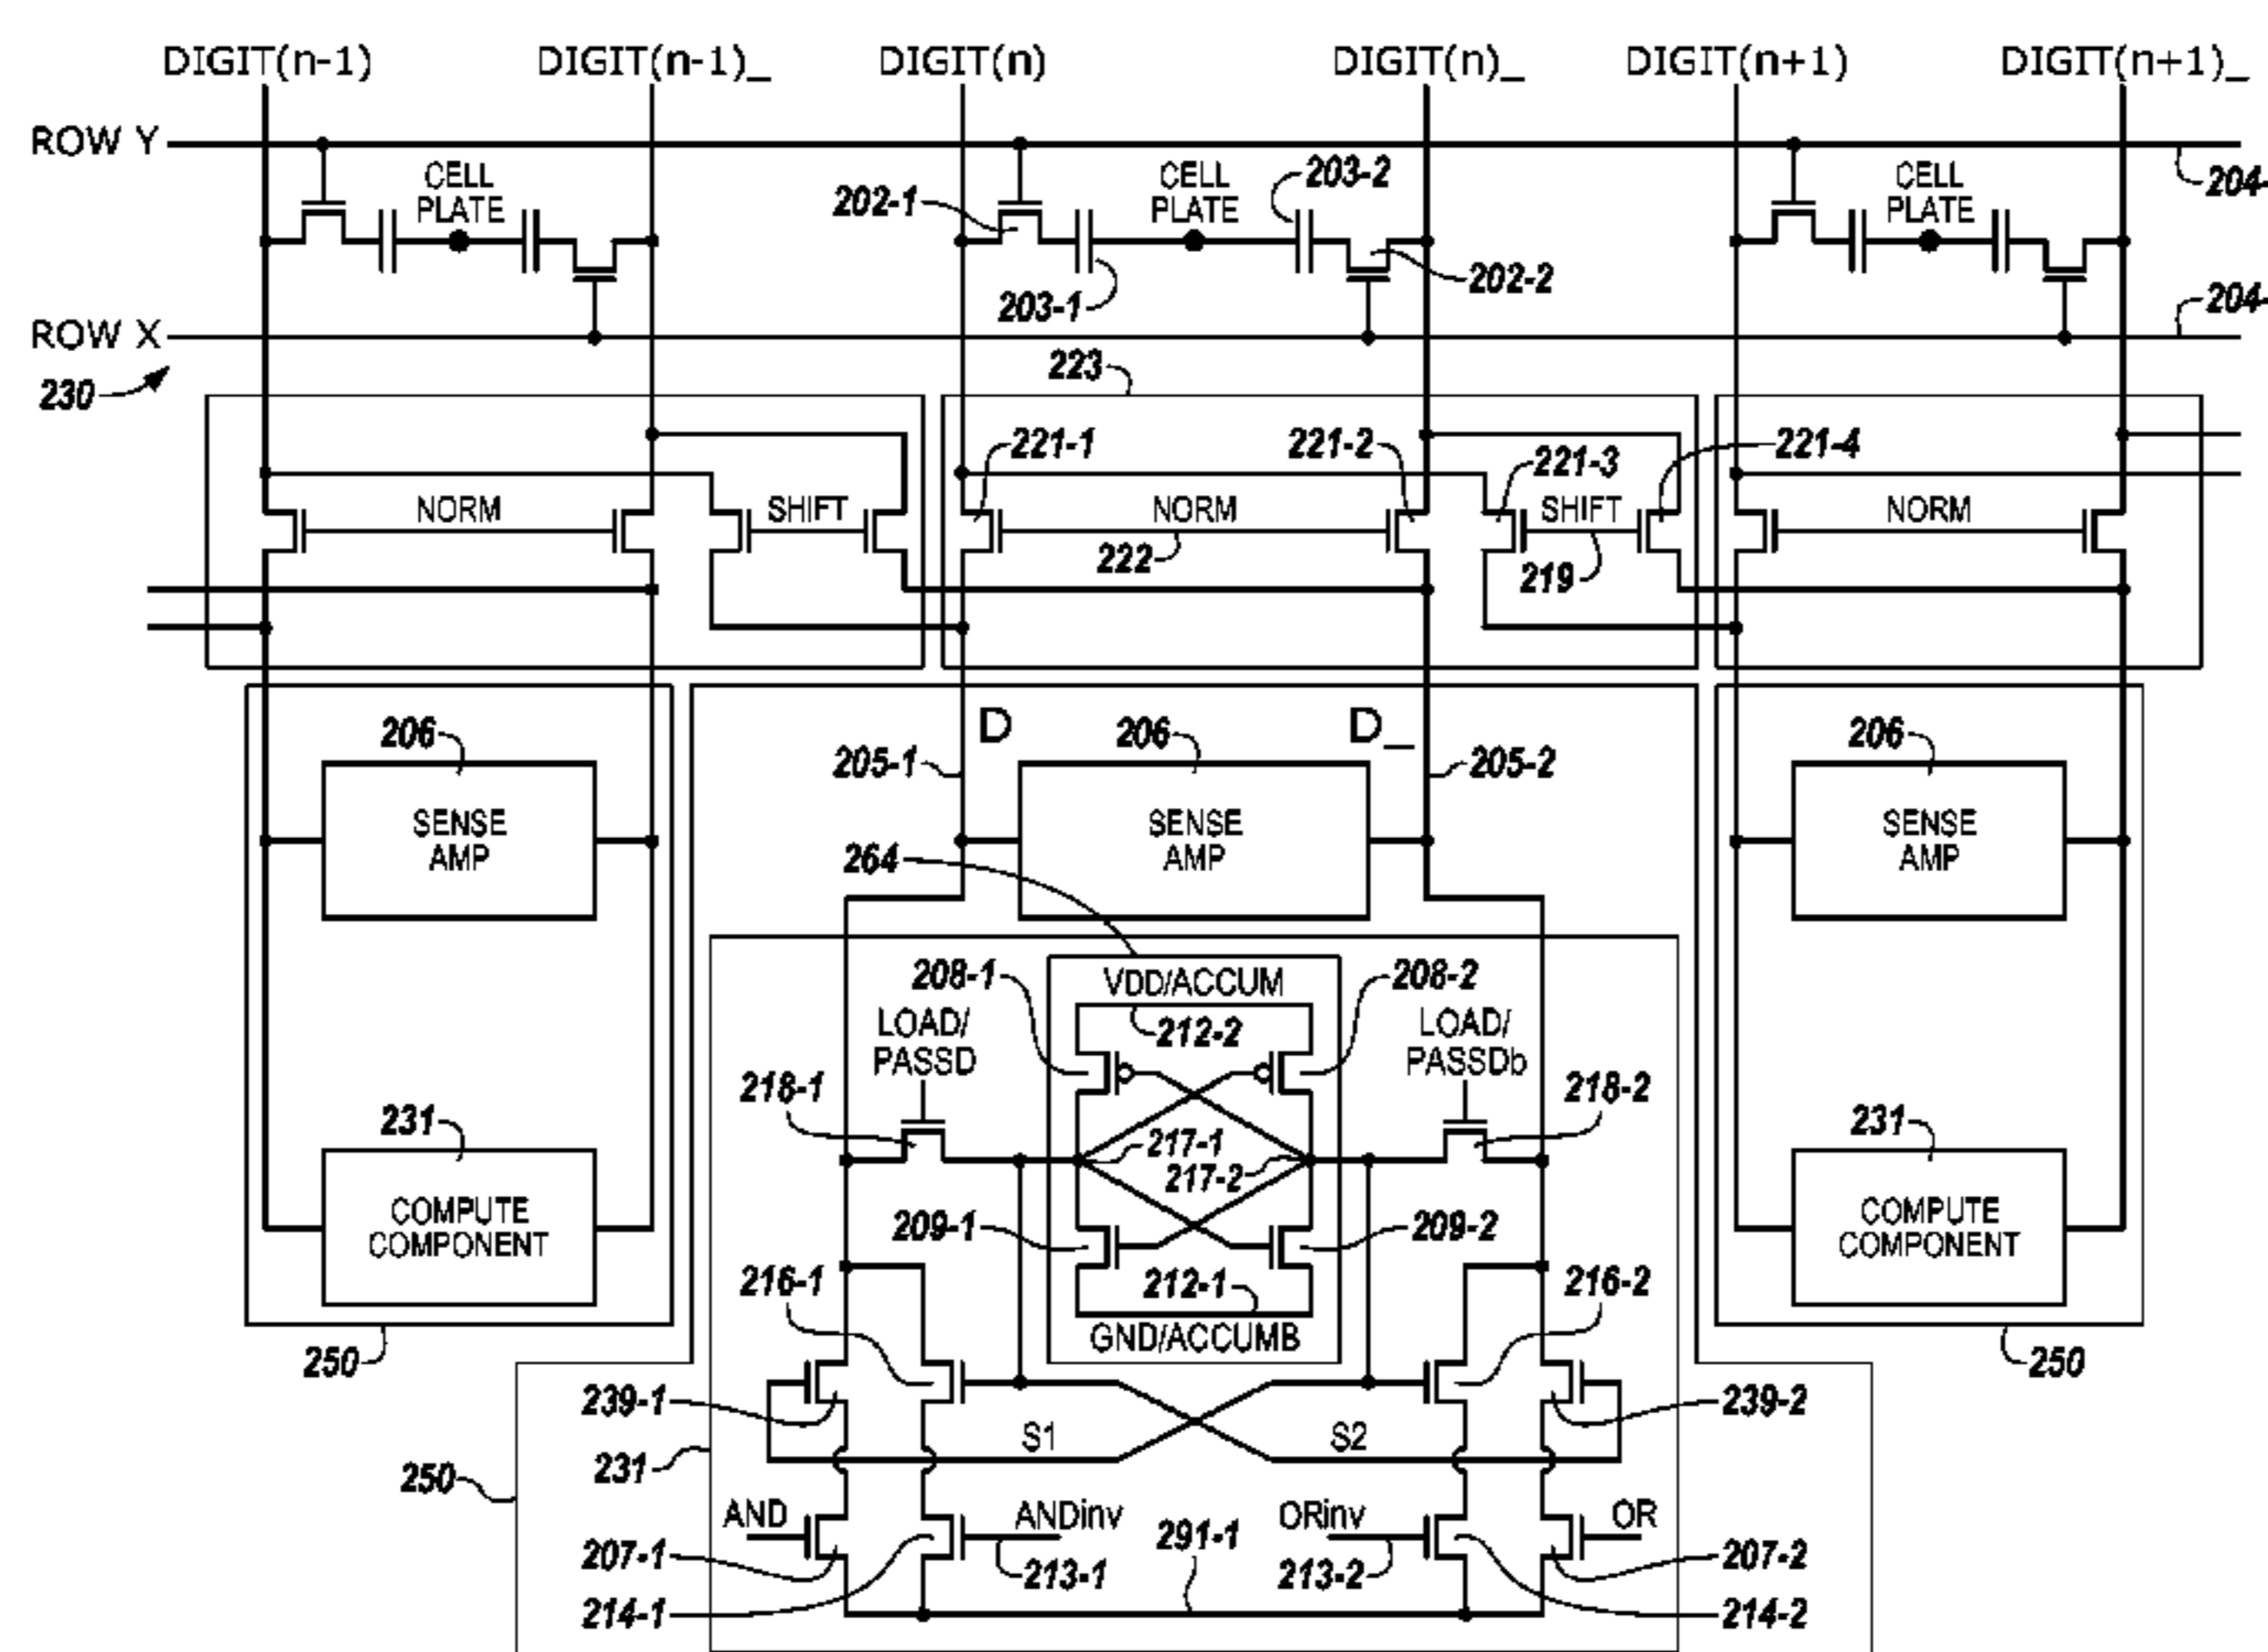 DIGIT(n-1) DIGIT(n-1)_ DIGIT(n) DIGIT(n)_ DIGIT(n+1) DIGIT(n+1)_
ROW Y
CELL PLATE
202-1
CELL PLATE
203-2
CELL PLATE
204-
203-1
202-2
ROW X
204-
230
223
221-1
221-2
221-3
221-4
NORM
SHIFT
NORM
SHIFT
NORM
222
219
D
D_
206
205-1
206
205-2
206
SENSE AMP
SENSE AMP
SENSE AMP
264
208-1
VDD/ACCUM
208-2
212-2
LOAD/
PASSD
LOAD/
PASSDb
218-1
218-2
231
217-1
217-2
231
COMPUTE COMPONENT
COMPUTE COMPONENT
209-1
209-2
216-1
212-1
216-2
GND/ACCUMB
250
250
239-1
239-2
S1
S2
231
250
AND
ANDinv
ORinv
OR
291-1
207-1
213-1
213-2
207-2
214-1
214-2